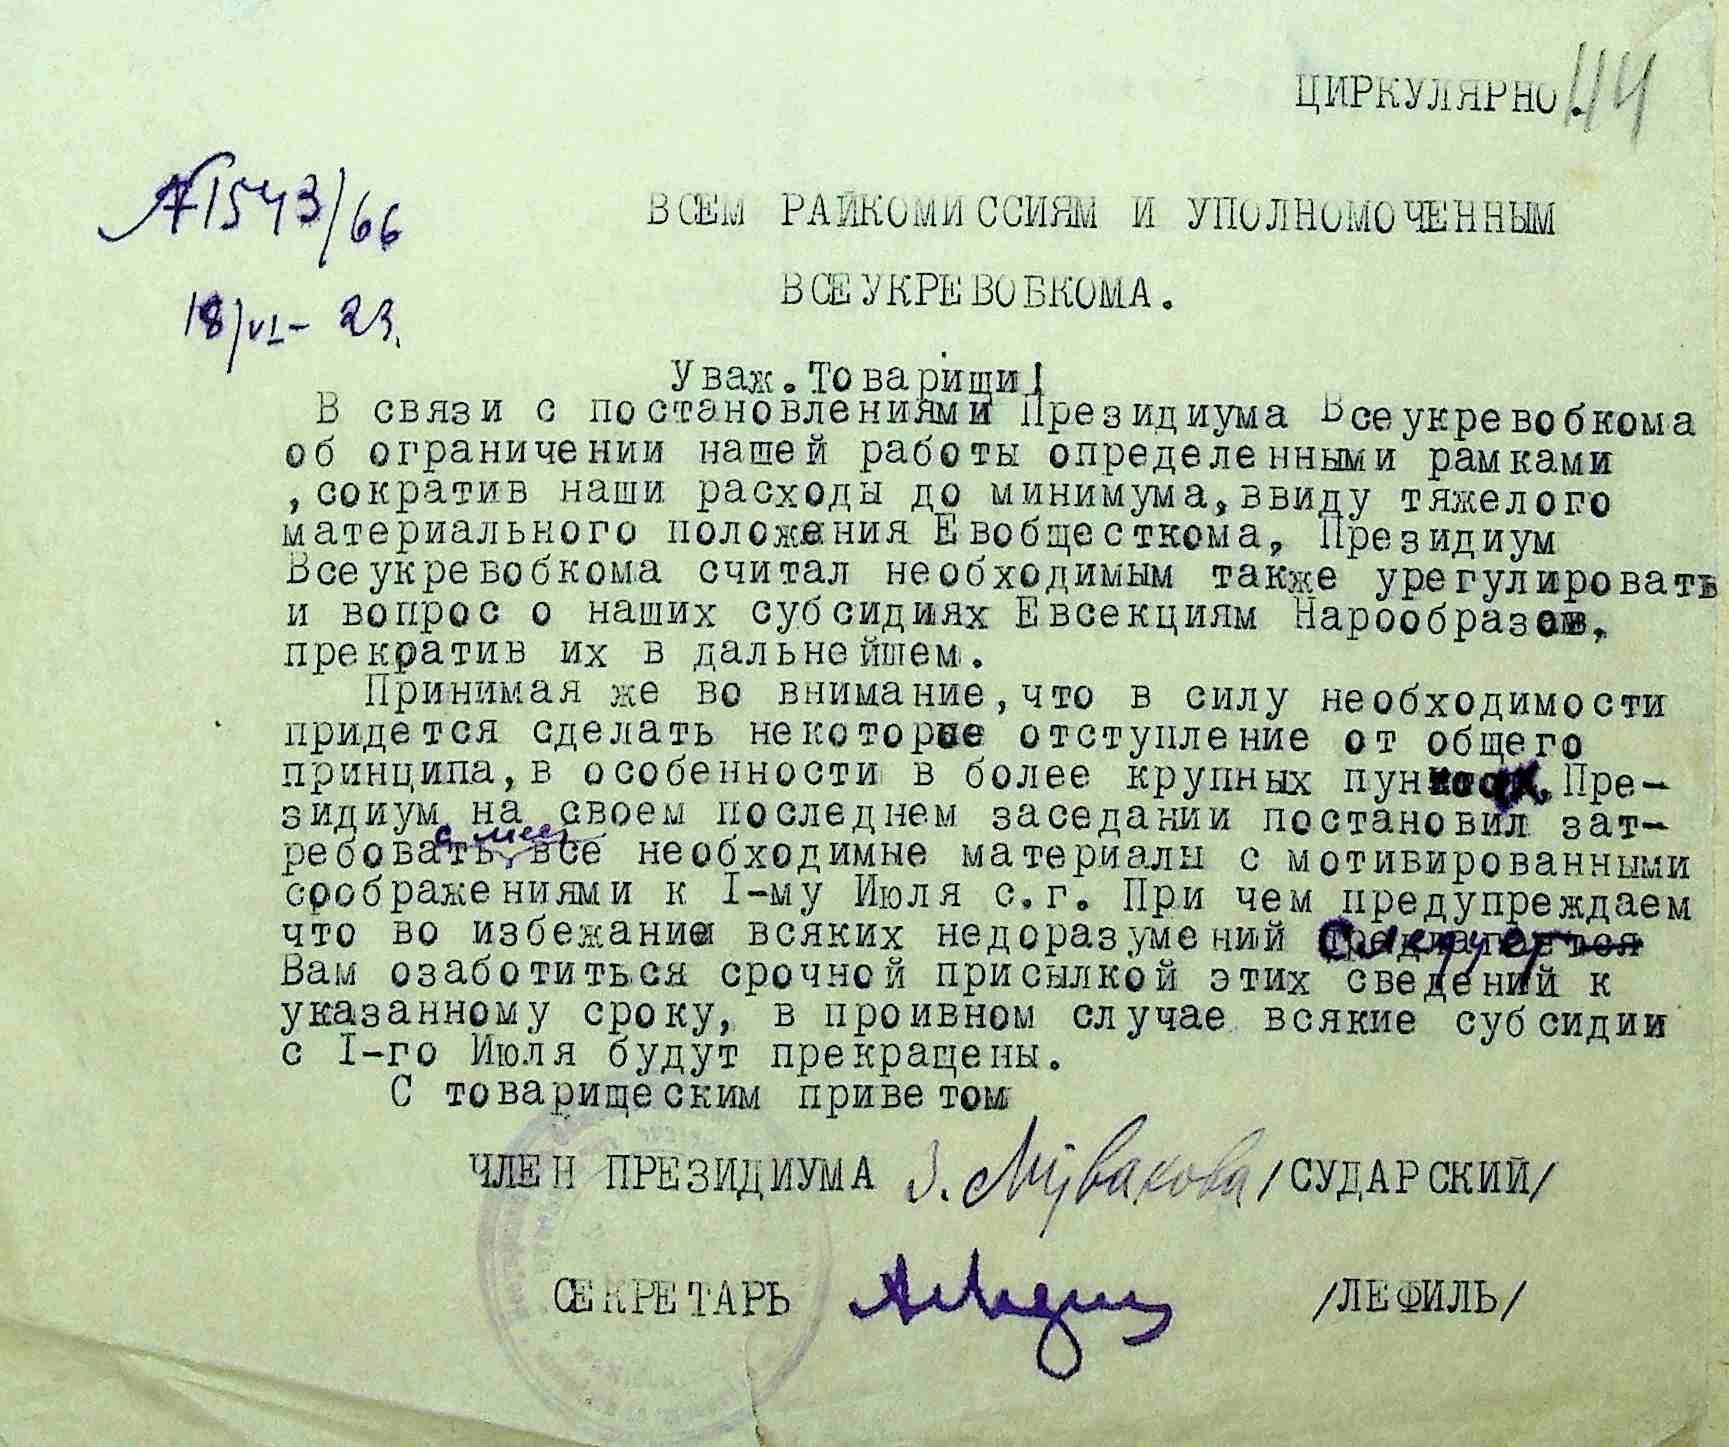 ЦИРКУЛЯРНО. 114
№1543/66
ВСЕМ РАЙКОМИССИЯМ И УПОЛНОМОЧЕННЫМ
ВСЕУКРЕВОБКОМА.
18/VI- 23.
Уваж.Товарищи!
В связи с постановлениями Президиума Всеукревобкома
об ограничении нашей работы определенными рамками
,сократив наши расходы до минимума,ввиду тяжелого
материального положения Евобщесткома, Президиум
Всеукревобкома считал необходимым также урегулировать
и вопрос о наших субсидиях Евсекциям Нарообразов,
прекратив их в дальнейшем.
Принимая же во внимание,что в силу необходимости
придется сделать некоторое отступление от общего
принципа,в особенности в более крупных пунктах, Пре-
зидиум на своем последнем заседании постановил зат-
с мест
ребовать все необходимые материалы с мотивированными
соображениями к I-му Июля с.г. При чем предупреждаем
что во избежании всяких недоразумений следует
Вам озаботиться срочной присылкой этих сведений к
указанному сроку, в проивном случае всякие субсидии
с I-го Июля будут прекращены.
С товарищеским приветом
ЧЛЕН ПРЕЗИДИУМА /СУДАРСКИЙ/
СЕКРЕТАРЬ /ЛЕФИЛЬ/